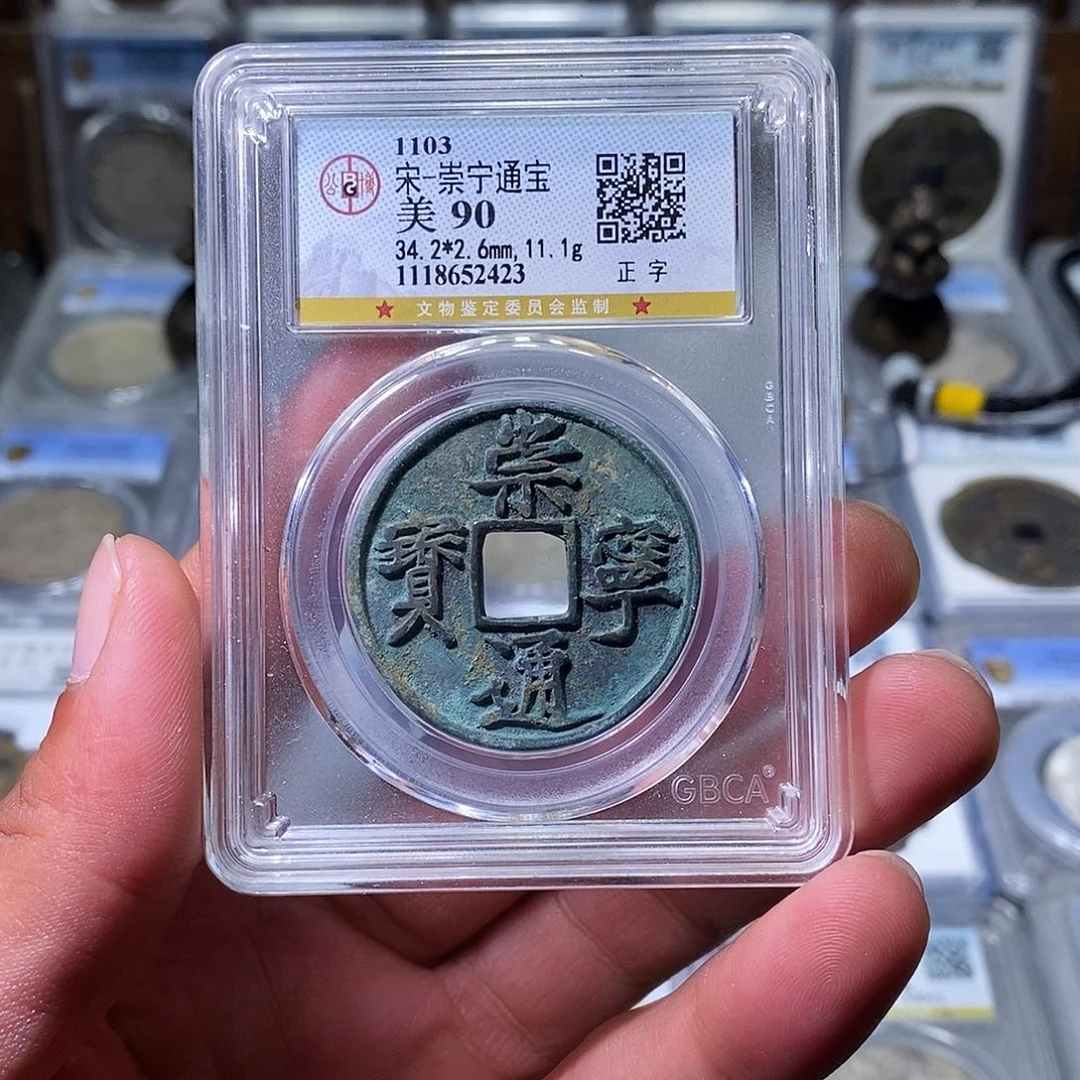 1103
宋-崇宁通宝
美 90
34.2*2.6mm,11.1g
1118652423
正字
★ 文物鉴定委员会监制 ★
崇
寧
通
寳
GBCA®